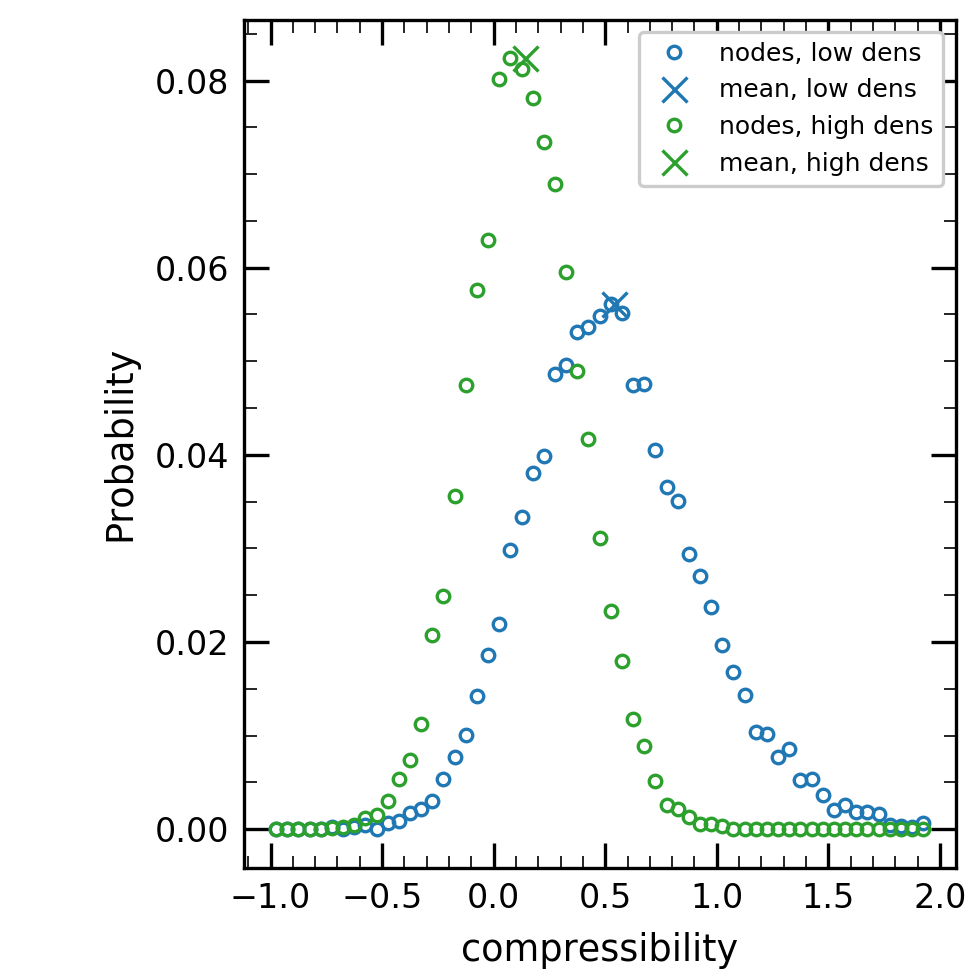 nodes, low dens
mean, low dens
nodes, high dens
mean, high dens
0.08
0.06
0.04
0.02
0.00
Probability
−1.0 −0.5 0.0 0.5 1.0 1.5 2.0
compressibility